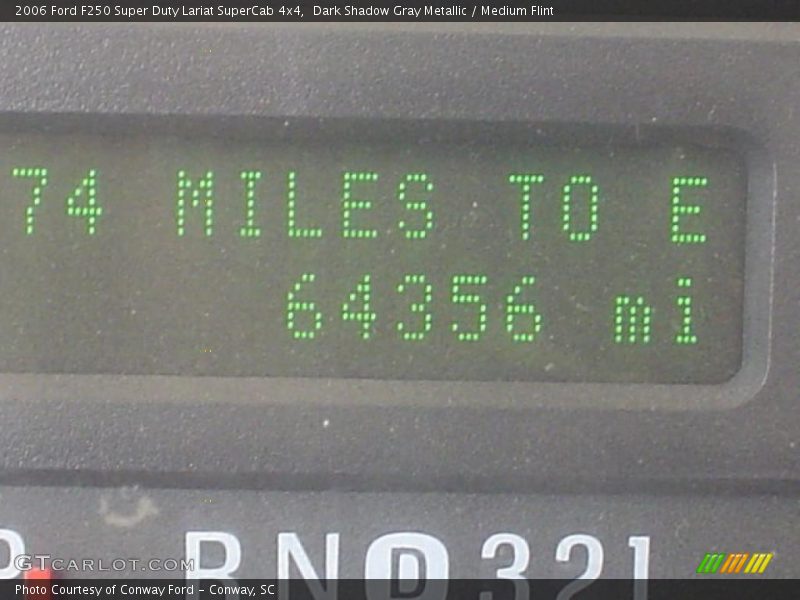 2006 Ford F250 Super Duty Lariat SuperCab 4x4, Dark Shadow Gray Metallic / Medium Flint
74 MILES TO E
64356 mi
P R N D 3 2 1
GTCARLOT.COM
Photo Courtesy of Conway Ford - Conway, SC